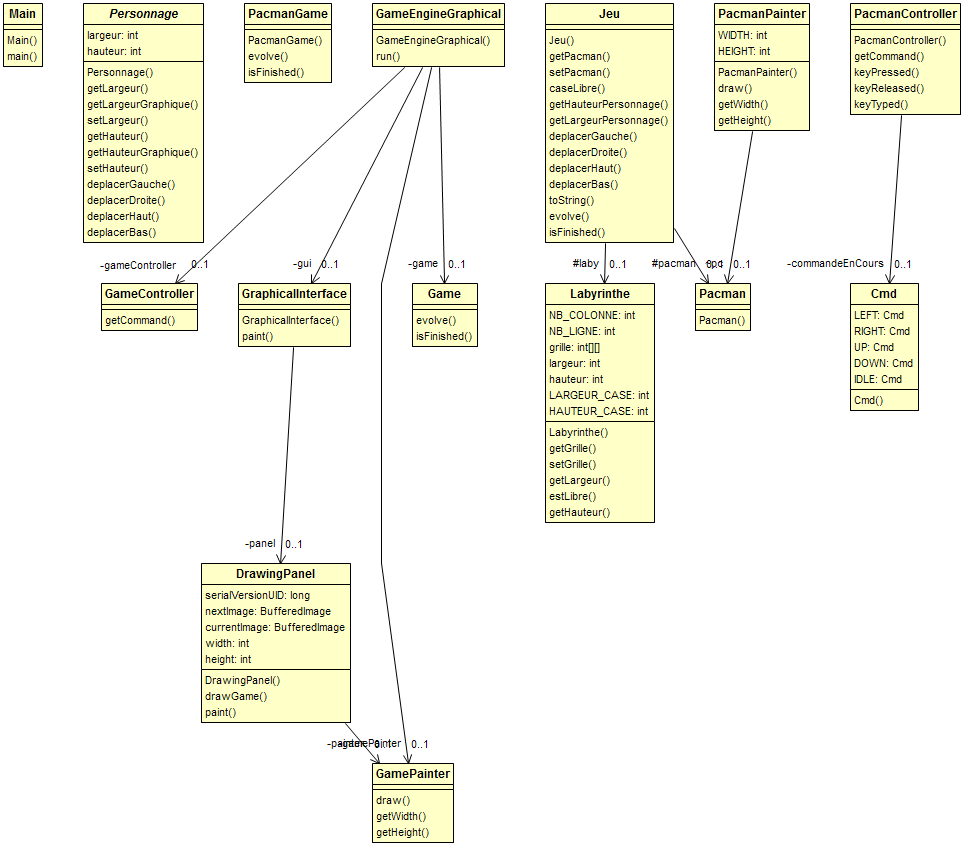 Main
Main()
main()
Personnage
largeur: int
hauteur: int
Personnage()
getLargeur()
getLargeurGraphique()
setLargeur()
getHauteur()
getHauteurGraphique()
setHauteur()
deplacerGauche()
deplacerDroite()
deplacerHaut()
deplacerBas()
PacmanGame
PacmanGame()
evolve()
isFinished()
GameEngineGraphical
GameEngineGraphical()
run()
Jeu
Jeu()
getPacman()
setPacman()
caseLibre()
getHauteurPersonnage()
getLargeurPersonnage()
deplacerGauche()
deplacerDroite()
deplacerHaut()
deplacerBas()
toString()
evolve()
isFinished()
PacmanPainter
WIDTH: int
HEIGHT: int
PacmanPainter()
draw()
getWidth()
getHeight()
PacmanController
PacmanController()
getCommand()
keyPressed()
keyReleased()
keyTyped()
-gameController 0..1
-gui 0..1
-game 0..1
#laby 0..1
#pacman 0..1
0..1
-commandeEnCours 0..1
GameController
getCommand()
GraphicalInterface
GraphicalInterface()
paint()
Game
evolve()
isFinished()
Labyrinthe
NB_COLONNE: int
NB_LIGNE: int
grille: int[][]
largeur: int
hauteur: int
LARGEUR_CASE: int
HAUTEUR_CASE: int
Labyrinthe()
getGrille()
setGrille()
getLargeur()
estLibre()
getHauteur()
Pacman
Pacman()
Cmd
LEFT: Cmd
RIGHT: Cmd
UP: Cmd
DOWN: Cmd
IDLE: Cmd
Cmd()
-panel 0..1
DrawingPanel
serialVersionUID: long
nextImage: BufferedImage
currentImage: BufferedImage
width: int
height: int
DrawingPanel()
drawGame()
paint()
-painter 0..1
-gamePainter 0..1
GamePainter
draw()
getWidth()
getHeight()